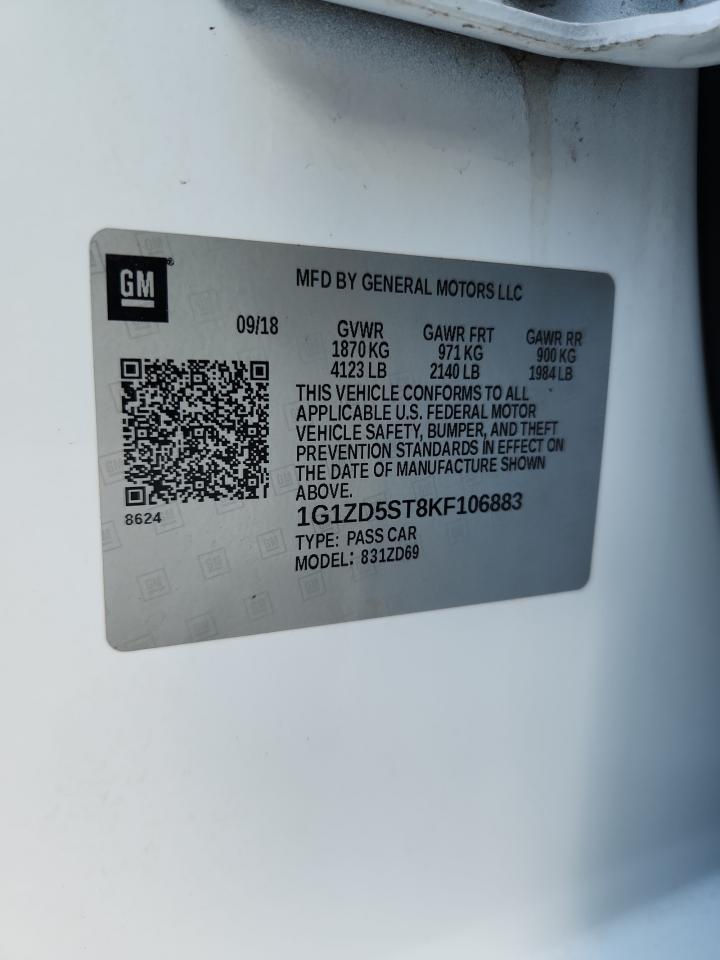 GM
MFD BY GENERAL MOTORS LLC
09/18
GVWR GAWR FRT GAWR RR
1870 KG 971 KG 900 KG
4123 LB 2140 LB 1984 LB
THIS VEHICLE CONFORMS TO ALL
APPLICABLE U.S. FEDERAL MOTOR
VEHICLE SAFETY, BUMPER, AND THEFT
PREVENTION STANDARDS IN EFFECT ON
THE DATE OF MANUFACTURE SHOWN
ABOVE.
8624
1G1ZD5ST8KF106883
TYPE: PASS CAR
MODEL: 831ZD69